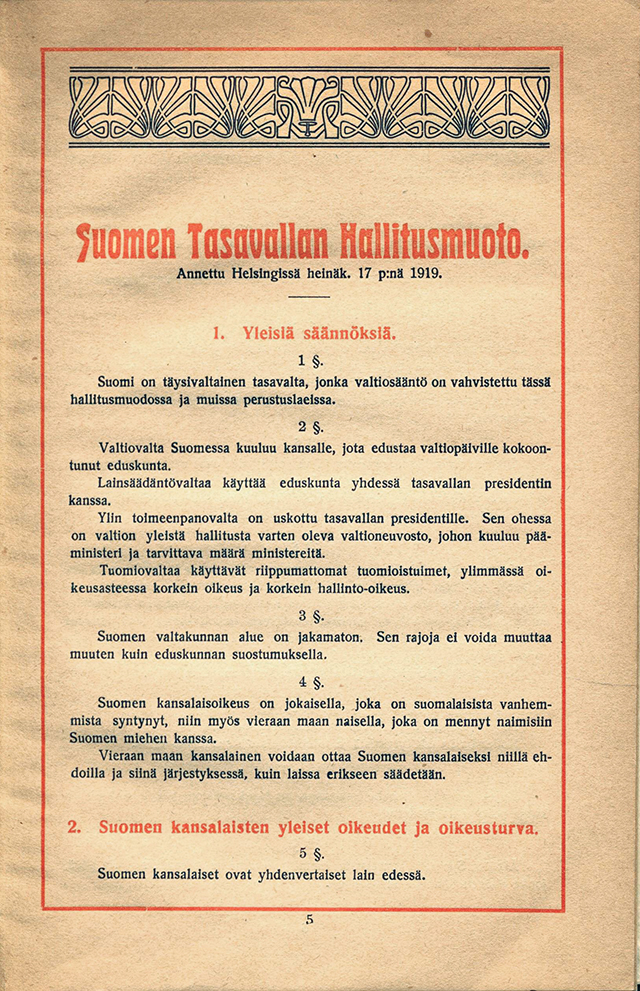 Suomen Tasavallan Hallitusmuoto.
Annettu Helsingissä heinäk. 17 p:nä 1919.
1. Yleisiä säännöksiä.
1 §.
Suomi on täysivaltainen tasavalta, jonka valtiosääntö on vahvistettu tässä
hallitusmuodossa ja muissa perustuslaeissa.
2 §.
Valtiovalta Suomessa kuuluu kansalle, jota edustaa valtiopäiville kokoon-
tunut eduskunta.
Lainsäädäntövaltaa käyttää eduskunta yhdessä tasavallan presidentin
kanssa.
Ylin toimeenpanovalta on uskottu tasavallan presidentille. Sen ohessa
on valtion yleistä hallitusta varten oleva valtioneuvosto, johon kuuluu pää-
ministeri ja tarvittava määrä ministereitä.
Tuomiovaltaa käyttävät riippumattomat tuomioistuimet, ylimmässä oi-
keusasteessa korkein oikeus ja korkein hallinto-oikeus.
3 §.
Suomen valtakunnan alue on jakamaton. Sen rajoja ei voida muuttaa
muuten kuin eduskunnan suostumuksella.
4 §.
Suomen kansalaisoikeus on jokaisella, joka on suomalaisista vanhem-
mista syntynyt, niin myös vieraan maan naisella, joka on mennyt naimisiin
Suomen miehen kanssa.
Vieraan maan kansalainen voidaan ottaa Suomen kansalaiseksi niillä eh-
doilla ja siinä järjestyksessä, kuin laissa erikseen säädetään.
2. Suomen kansalaisten yleiset oikeudet ja oikeusturva.
5 §.
Suomen kansalaiset ovat yhdenvertaiset lain edessä.
5